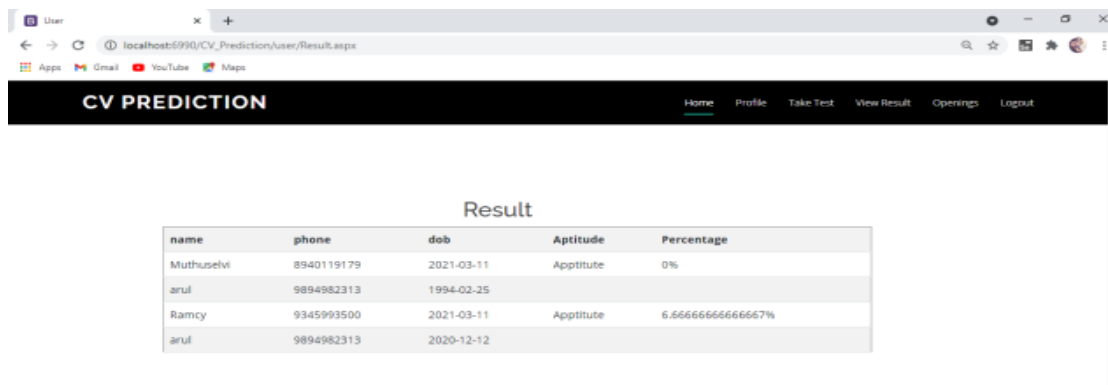 User
localhost:6990/CV_Prediction/user/Result.aspx
Apps Gmail YouTube Maps
CV PREDICTION Home Profile Take Test View Result Openings Logout
Result
name phone dob Aptitude Percentage
Muthuselvi 8940119179 2021-03-11 Apptitute 0%
arul 9894982313 1994-02-25
Ramcy 9345993500 2021-03-11 Apptitute 6.66666666666667%
arul 9894982313 2020-12-12